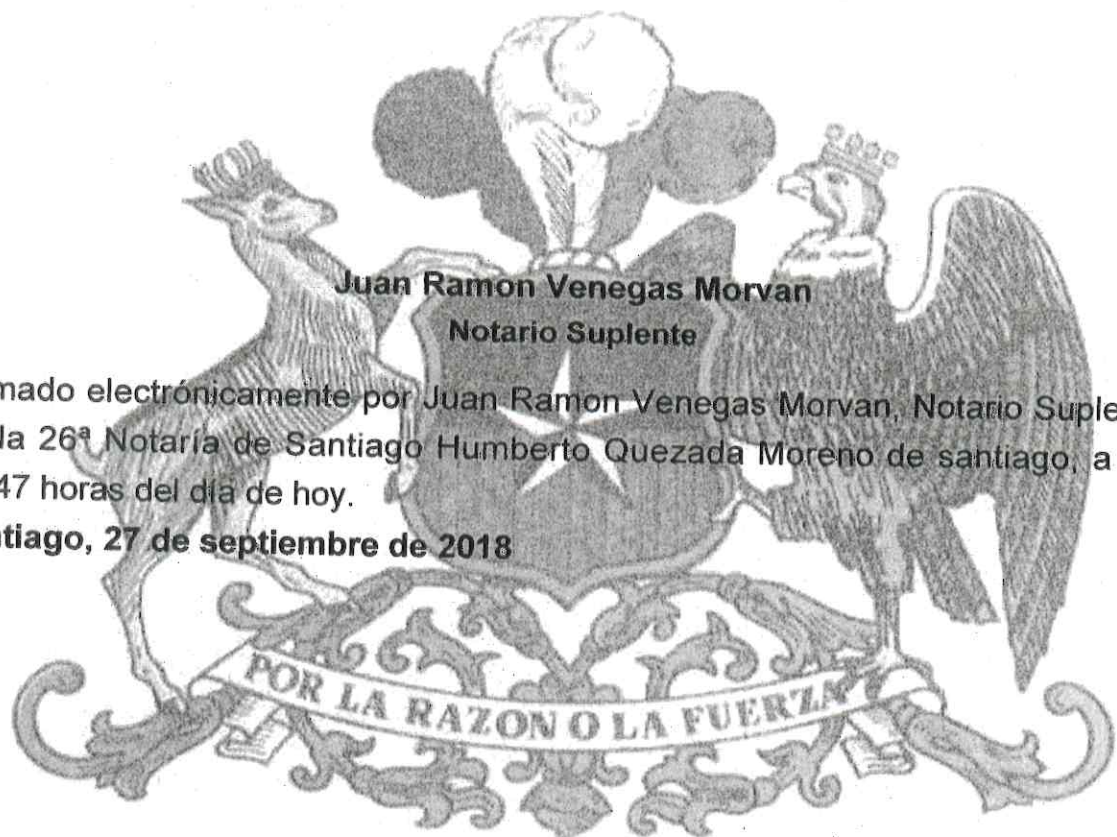 Juan Ramon Venegas Morvan
Notario Suplente
mado electrónicamente por Juan Ramon Venegas Morvan, Notario Suple
la 26ª Notaría de Santiago Humberto Quezada Moreno de santiago, a
47 horas del día de hoy.
tiago, 27 de septiembre de 2018
POR LA RAZON O LA FUERZA